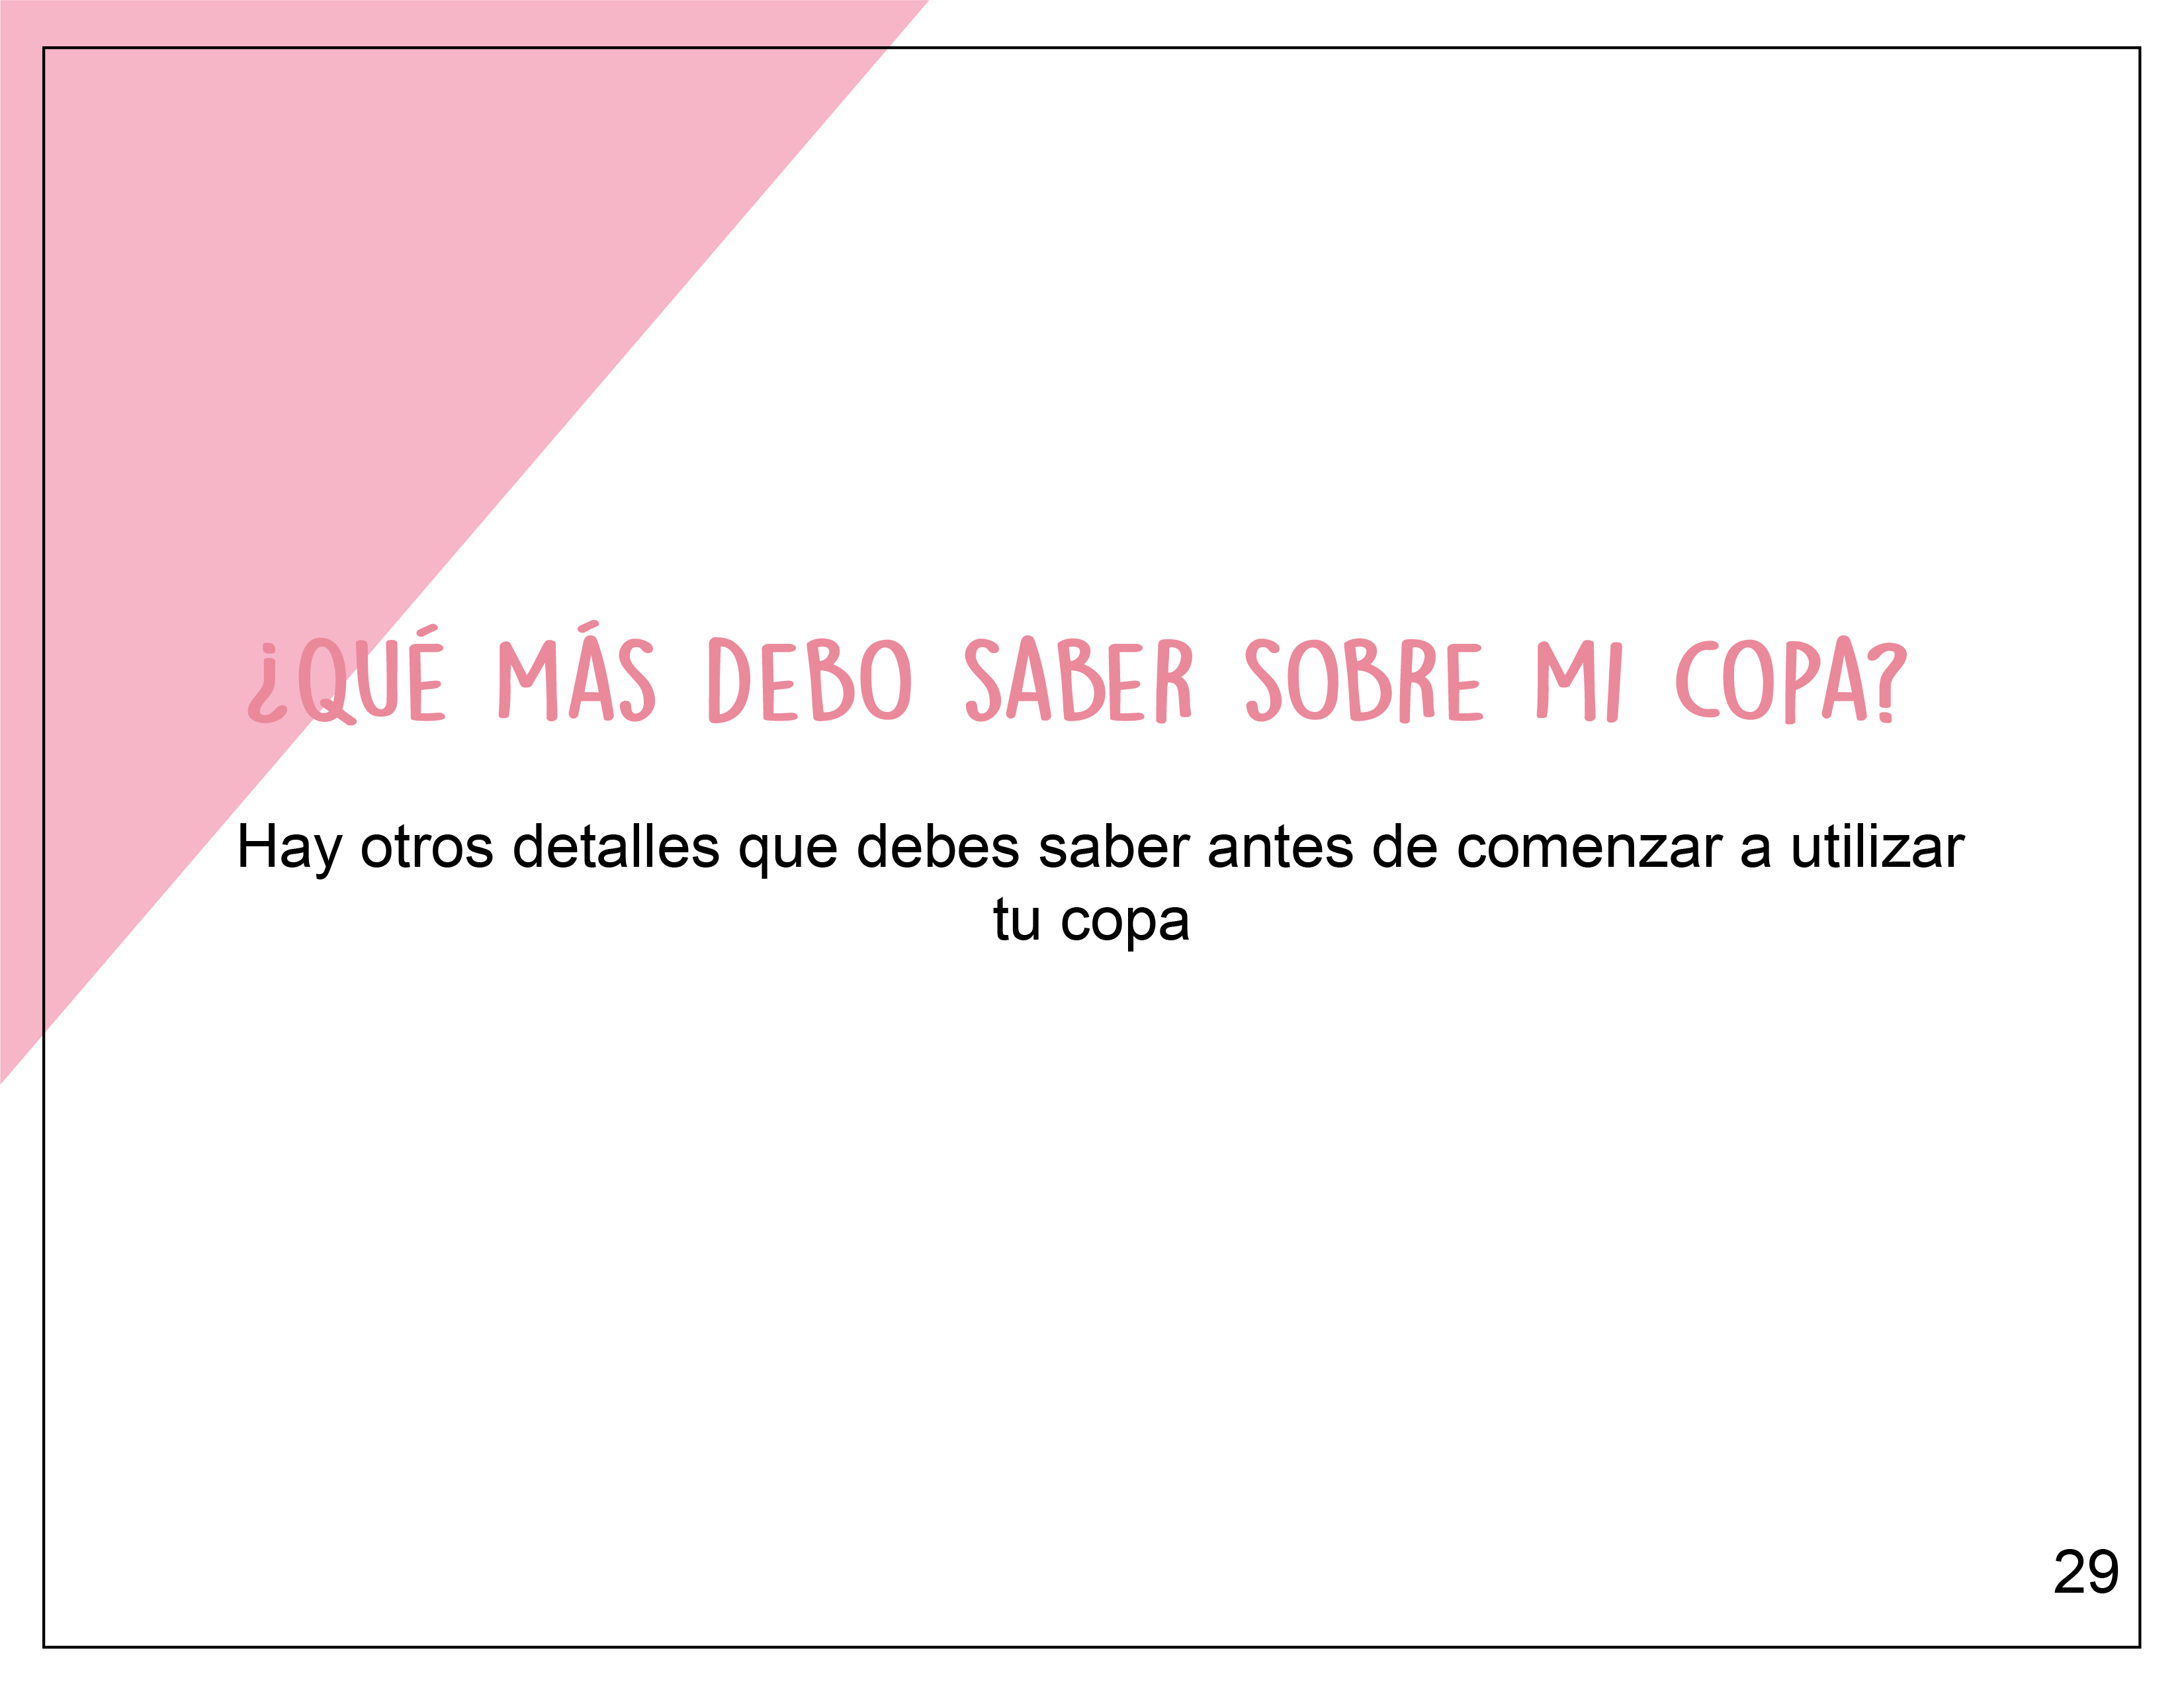 ¿QUÉ MÁS DEBO SABER SOBRE MI COPA?
Hay otros detalles que debes saber antes de comenzar a utilizar
tu copa
29